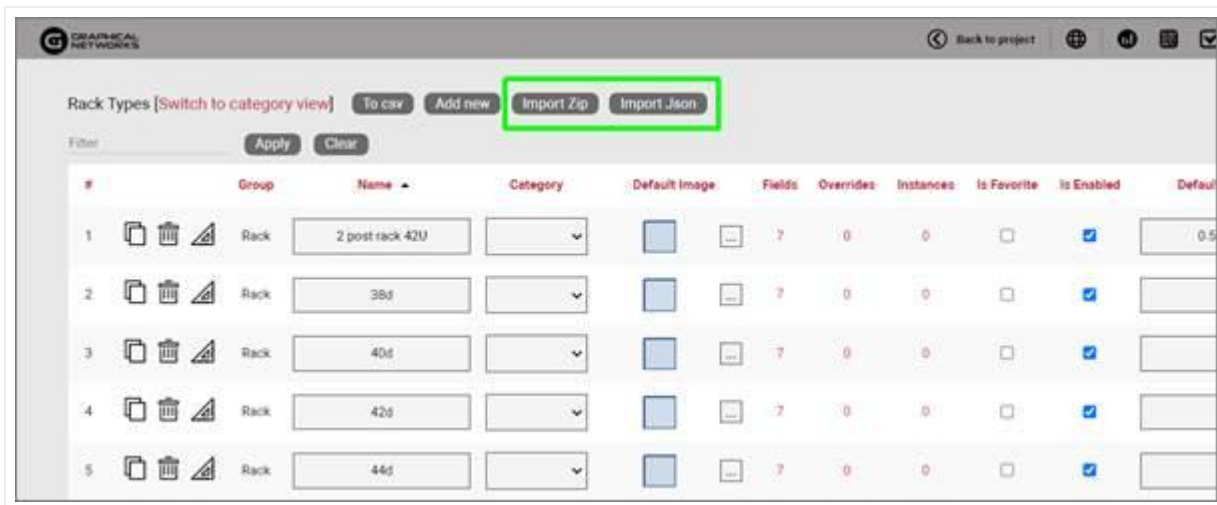 GRAPHICAL NETWORKS
Back to project
Rack Types [Switch to category view] To csv Add new Import Zip Import Json
Filter Apply Clear
# Group Name Category Default Image Fields Overrides Instances Is Favorite Is Enabled Defaul
1 Rack 2 post rack 42U ... 7 0 0 0.5
2 Rack 38d ... 7 0 0
3 Rack 40d ... 7 0 0
4 Rack 42d ... 7 0 0
5 Rack 44d ... 7 0 0